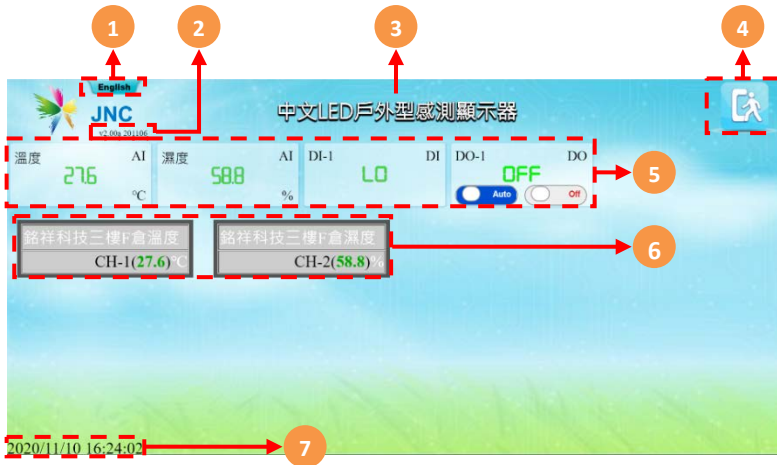 1
2
3
4
English
JNC
v2.00a 201106
中文LED戶外型感測顯示器
溫度 AI
27.6
°C
濕度 AI
58.8
%
DI-1 DI
LO
DO-1 DO
OFF
Auto Off
5
銘祥科技三樓F倉溫度
CH-1(27.6)°C
銘祥科技三樓F倉濕度
CH-2(58.8)%
6
2020/11/10 16:24:02
7